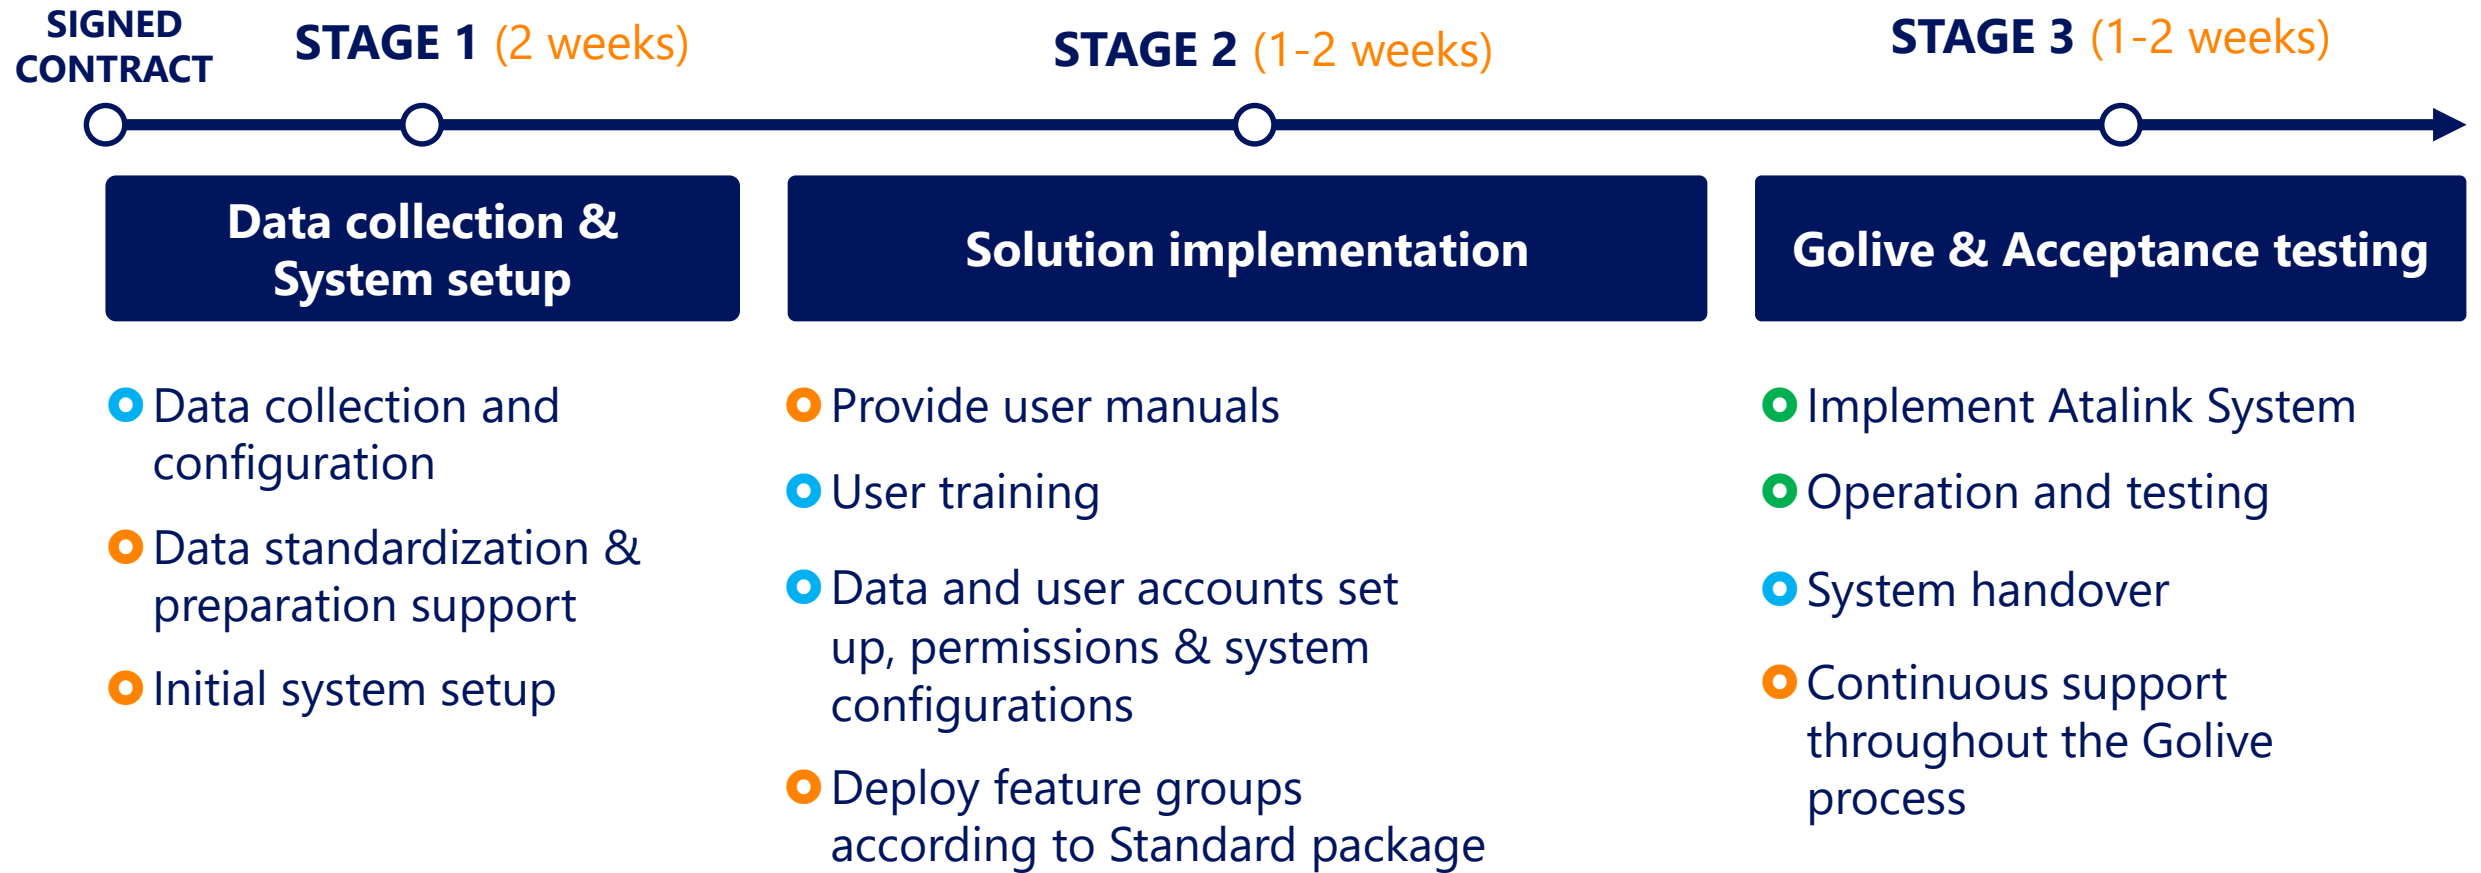 SIGNED
CONTRACT
STAGE 1 (2 weeks)
STAGE 2 (1-2 weeks)
STAGE 3 (1-2 weeks)
Data collection &
System setup
Data collection and
configuration
Data standardization &
preparation support
Initial system setup
Solution implementation
Provide user manuals
User training
Data and user accounts set
up, permissions & system
configurations
Deploy feature groups
according to Standard package
Golive & Acceptance testing
Implement Atalink System
Operation and testing
System handover
Continuous support
throughout the Golive
process